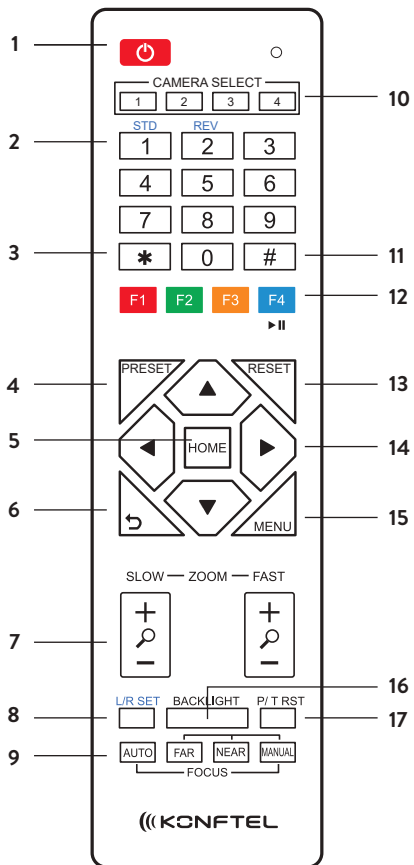 1
CAMERA SELECT
1 2 3 4
10
STD REV
2
1 2 3
4 5 6
7 8 9
3
* 0 #
11
F1 F2 F3 F4
12
PRESET RESET
4
13
5
HOME
14
6
MENU
15
SLOW — ZOOM — FAST
+ +
7
− −
16
L/R SET BACKLIGHT P/ T RST
8
17
9
AUTO FAR NEAR MANUAL
FOCUS
KONFTEL